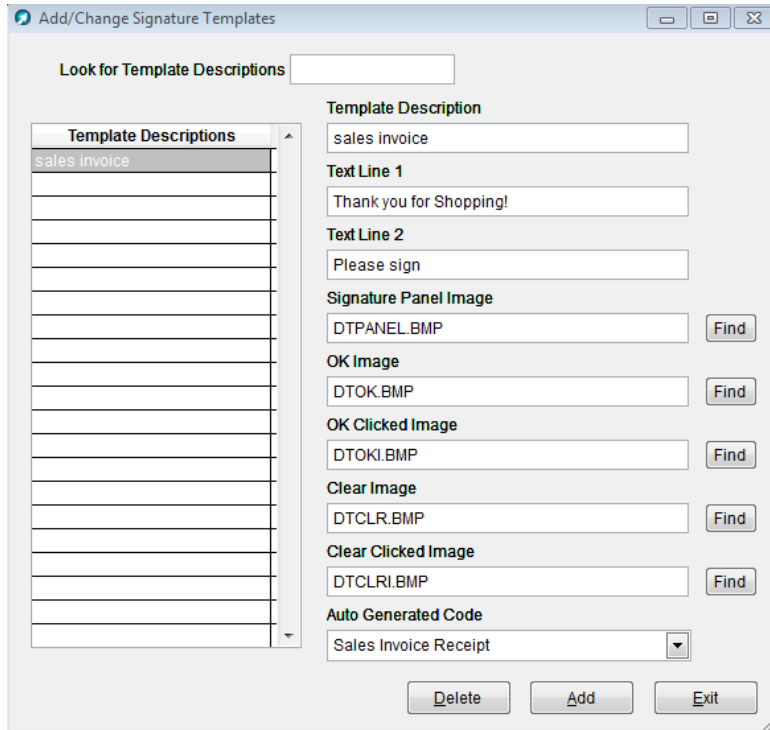 Add/Change Signature Templates
Look for Template Descriptions
Template Descriptions
sales invoice
Template Description
sales invoice
Text Line 1
Thank you for Shopping!
Text Line 2
Please sign
Signature Panel Image
DTPANEL.BMP Find
OK Image
DTOK.BMP Find
OK Clicked Image
DTOKI.BMP Find
Clear Image
DTCLR.BMP Find
Clear Clicked Image
DTCLRI.BMP Find
Auto Generated Code
Sales Invoice Receipt
Delete Add Exit